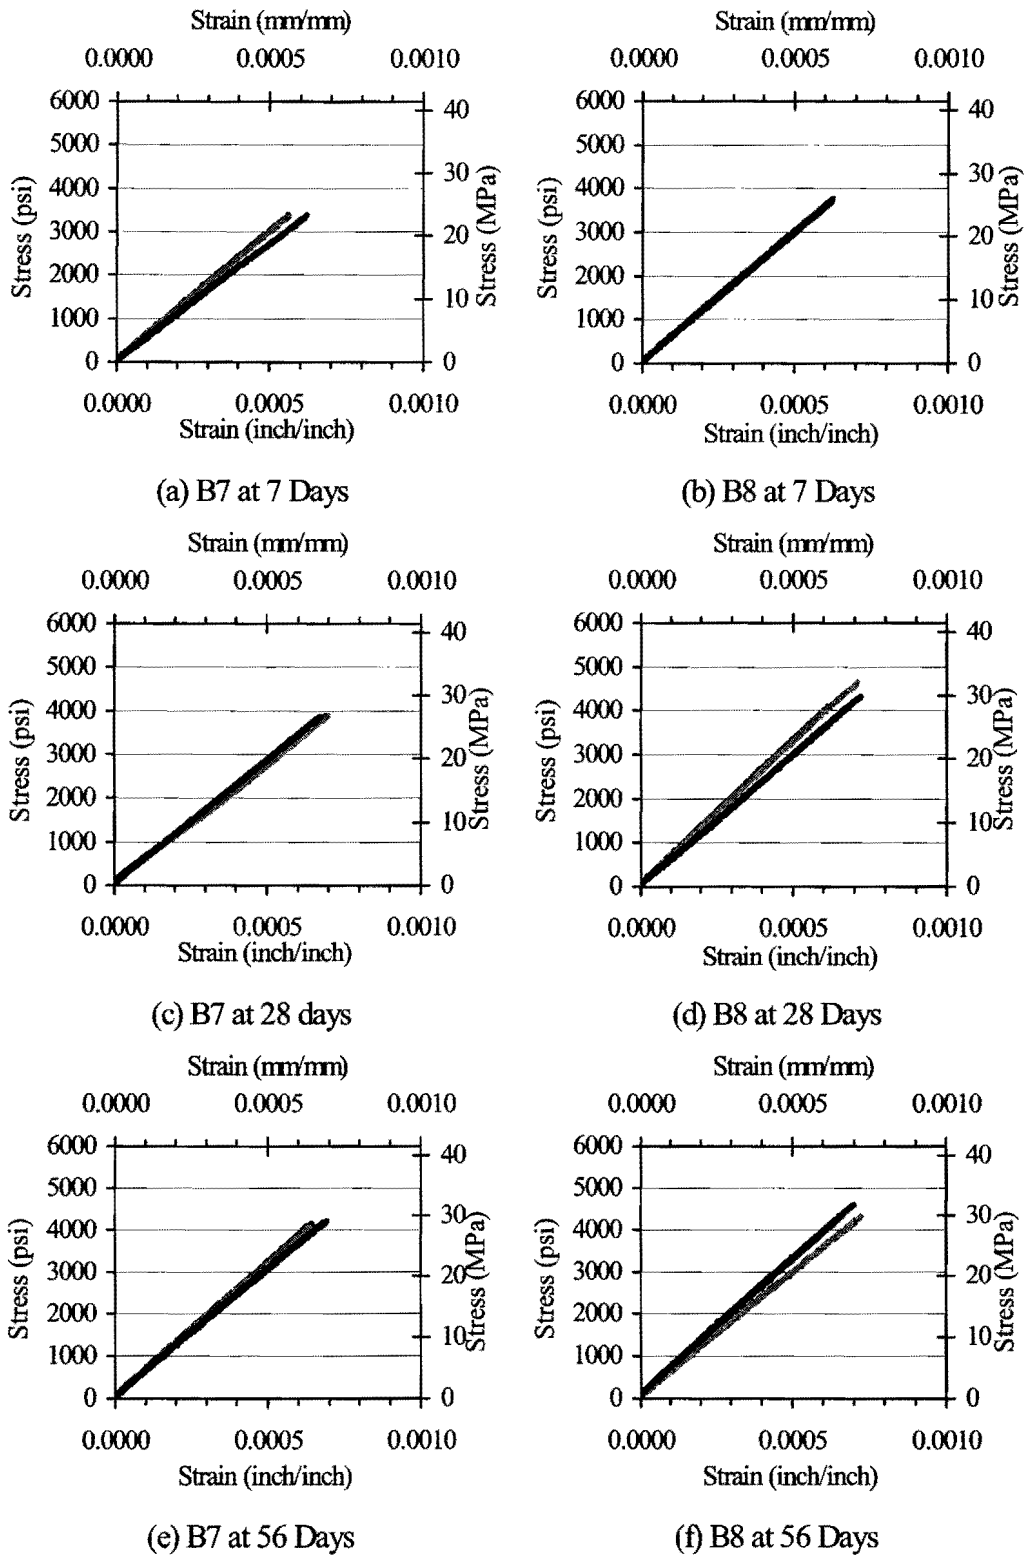 Strain (mm/mm)
0.0000 0.0005 0.0010
6000
5000
4000
3000
2000
1000
0
Stress (psi)
40
30
20
10
0
Stress (MPa)
0.0000 0.0005 0.0010
Strain (inch/inch)
(a) B7 at 7 Days
Strain (mm/mm)
0.0000 0.0005 0.0010
6000
5000
4000
3000
2000
1000
0
Stress (psi)
40
30
20
10
0
Stress (MPa)
0.0000 0.0005 0.0010
Strain (inch/inch)
(b) B8 at 7 Days
Strain (mm/mm)
0.0000 0.0005 0.0010
6000
5000
4000
3000
2000
1000
0
Stress (psi)
40
30
20
10
0
Stress (MPa)
0.0000 0.0005 0.0010
Strain (inch/inch)
(c) B7 at 28 days
Strain (mm/mm)
0.0000 0.0005 0.0010
6000
5000
4000
3000
2000
1000
0
Stress (psi)
40
30
20
10
0
Stress (MPa)
0.0000 0.0005 0.0010
Strain (inch/inch)
(d) B8 at 28 Days
Strain (mm/mm)
0.0000 0.0005 0.0010
6000
5000
4000
3000
2000
1000
0
Stress (psi)
40
30
20
10
0
Stress (MPa)
0.0000 0.0005 0.0010
Strain (inch/inch)
(e) B7 at 56 Days
Strain (mm/mm)
0.0000 0.0005 0.0010
6000
5000
4000
3000
2000
1000
0
Stress (psi)
40
30
20
10
0
Stress (MPa)
0.0000 0.0005 0.0010
Strain (inch/inch)
(f) B8 at 56 Days